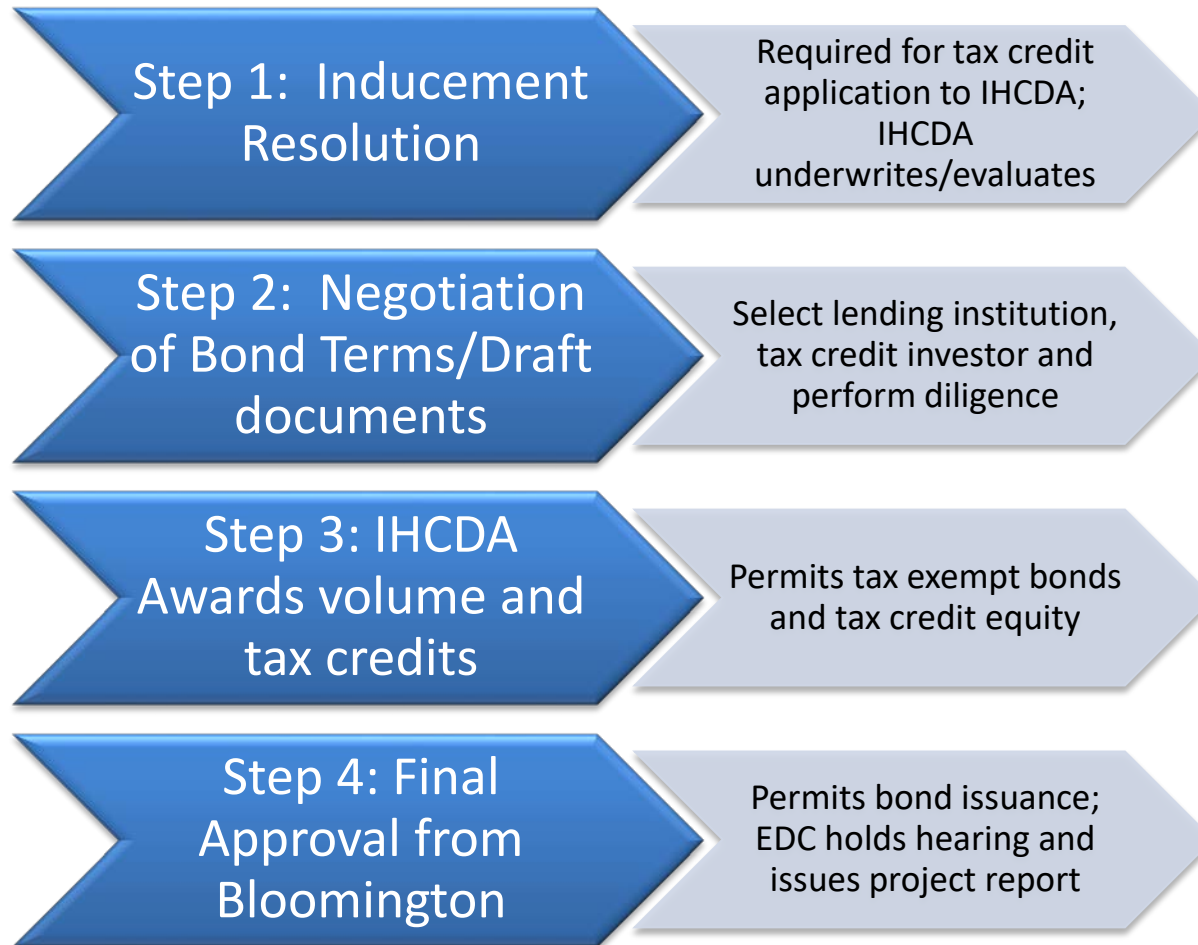 Step 1:  Inducement
Resolution
Required for tax credit
application to IHCDA;
IHCDA
underwrites/evaluates
Step 2:  Negotiation
of Bond Terms/Draft
documents
Select lending institution,
tax credit investor and
perform diligence
Step 3: IHCDA
Awards volume and
tax credits
Permits tax exempt bonds
and tax credit equity
Step 4: Final
Approval from
Bloomington
Permits bond issuance;
EDC holds hearing and
issues project report